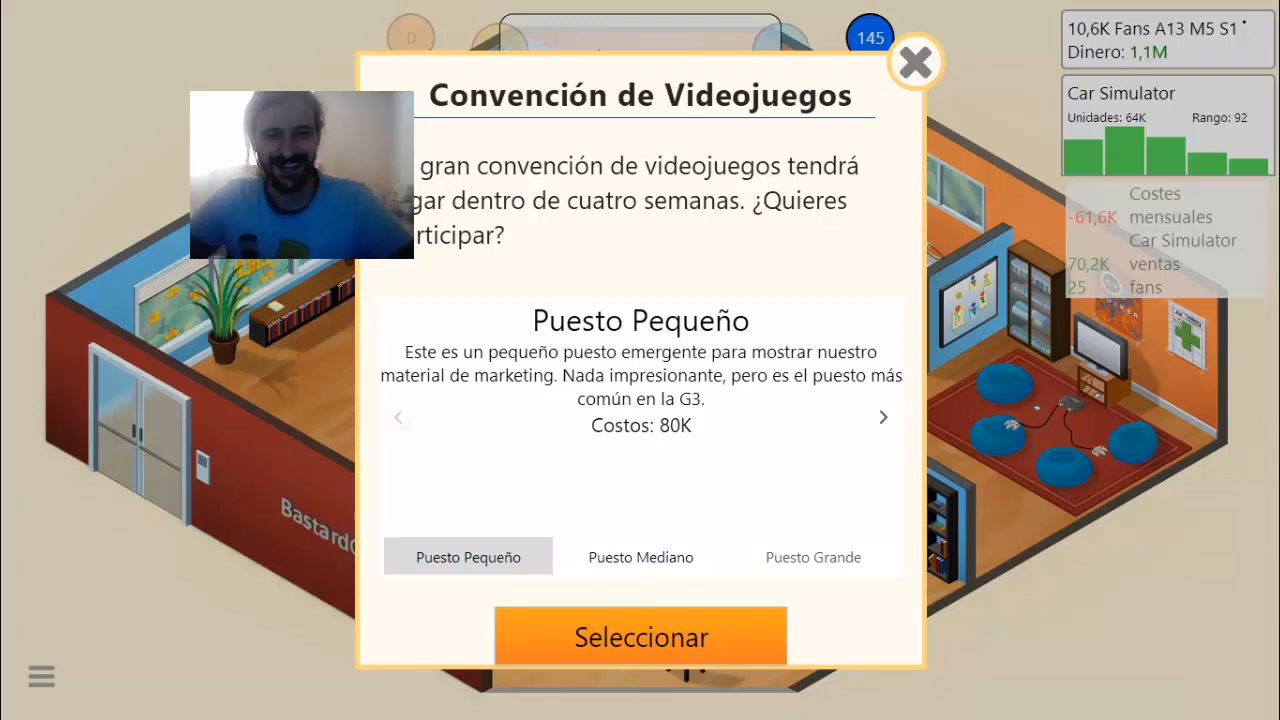 0
145
10,6K Fans A13 M5 S1
Dinero: 1,1M
Convención de Videojuegos
gran convención de videojuegos tendrá
dentro de cuatro semanas. ¿Quieres
Car Simulator
Unidades: 64K Rango: 92
Costes
-61,6K mensuales
Car Simulator
70,2K ventas
25 fans
Puesto Pequeño
Este es un pequeño puesto emergente para mostrar nuestro
material de marketing. Nada impresionante, pero es el puesto más
común en la G3.
Costos: 80K
Puesto Pequeño Puesto Mediano Puesto Grande
Seleccionar